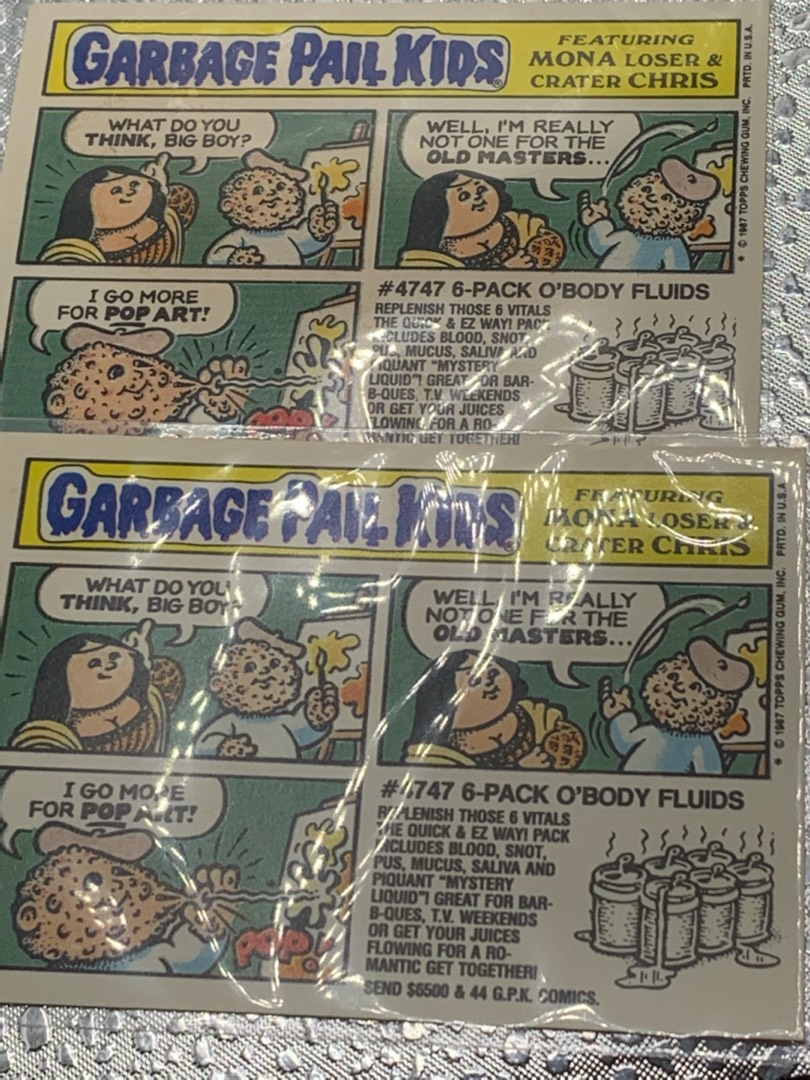 GARBAGE PAIL KIDS®
FEATURING
MONA LOSER &
CRATER CHRIS
WHAT DO YOU
THINK, BIG BOY?
WELL, I'M REALLY
NOT ONE FOR THE
OLD MASTERS...
I GO MORE
FOR POP ART!
POP!
#4747 6-PACK O'BODY FLUIDS
REPLENISH THOSE 6 VITALS
THE QUICK & EZ WAY! PACK
INCLUDES BLOOD, SNOT,
PUS, MUCUS, SALIVA AND
PIQUANT "MYSTERY
LIQUID"! GREAT FOR BAR-
B-QUES, T.V. WEEKENDS
OR GET YOUR JUICES
FLOWING FOR A RO-
MANTIC GET TOGETHER!
* © 1987 TOPPS CHEWING GUM, INC. PRTD. IN U.S.A.
GARBAGE PAIL KIDS®
FEATURING
MONA LOSER &
CRATER CHRIS
WHAT DO YOU
THINK, BIG BOY?
WELL, I'M REALLY
NOT ONE FOR THE
OLD MASTERS...
I GO MORE
FOR POP ART!
POP!
#4747 6-PACK O'BODY FLUIDS
REPLENISH THOSE 6 VITALS
THE QUICK & EZ WAY! PACK
INCLUDES BLOOD, SNOT,
PUS, MUCUS, SALIVA AND
PIQUANT "MYSTERY
LIQUID"! GREAT FOR BAR-
B-QUES, T.V. WEEKENDS
OR GET YOUR JUICES
FLOWING FOR A RO-
MANTIC GET TOGETHER!
SEND $6500 & 44 G.P.K. COMICS.
* © 1987 TOPPS CHEWING GUM, INC. PRTD. IN U.S.A.